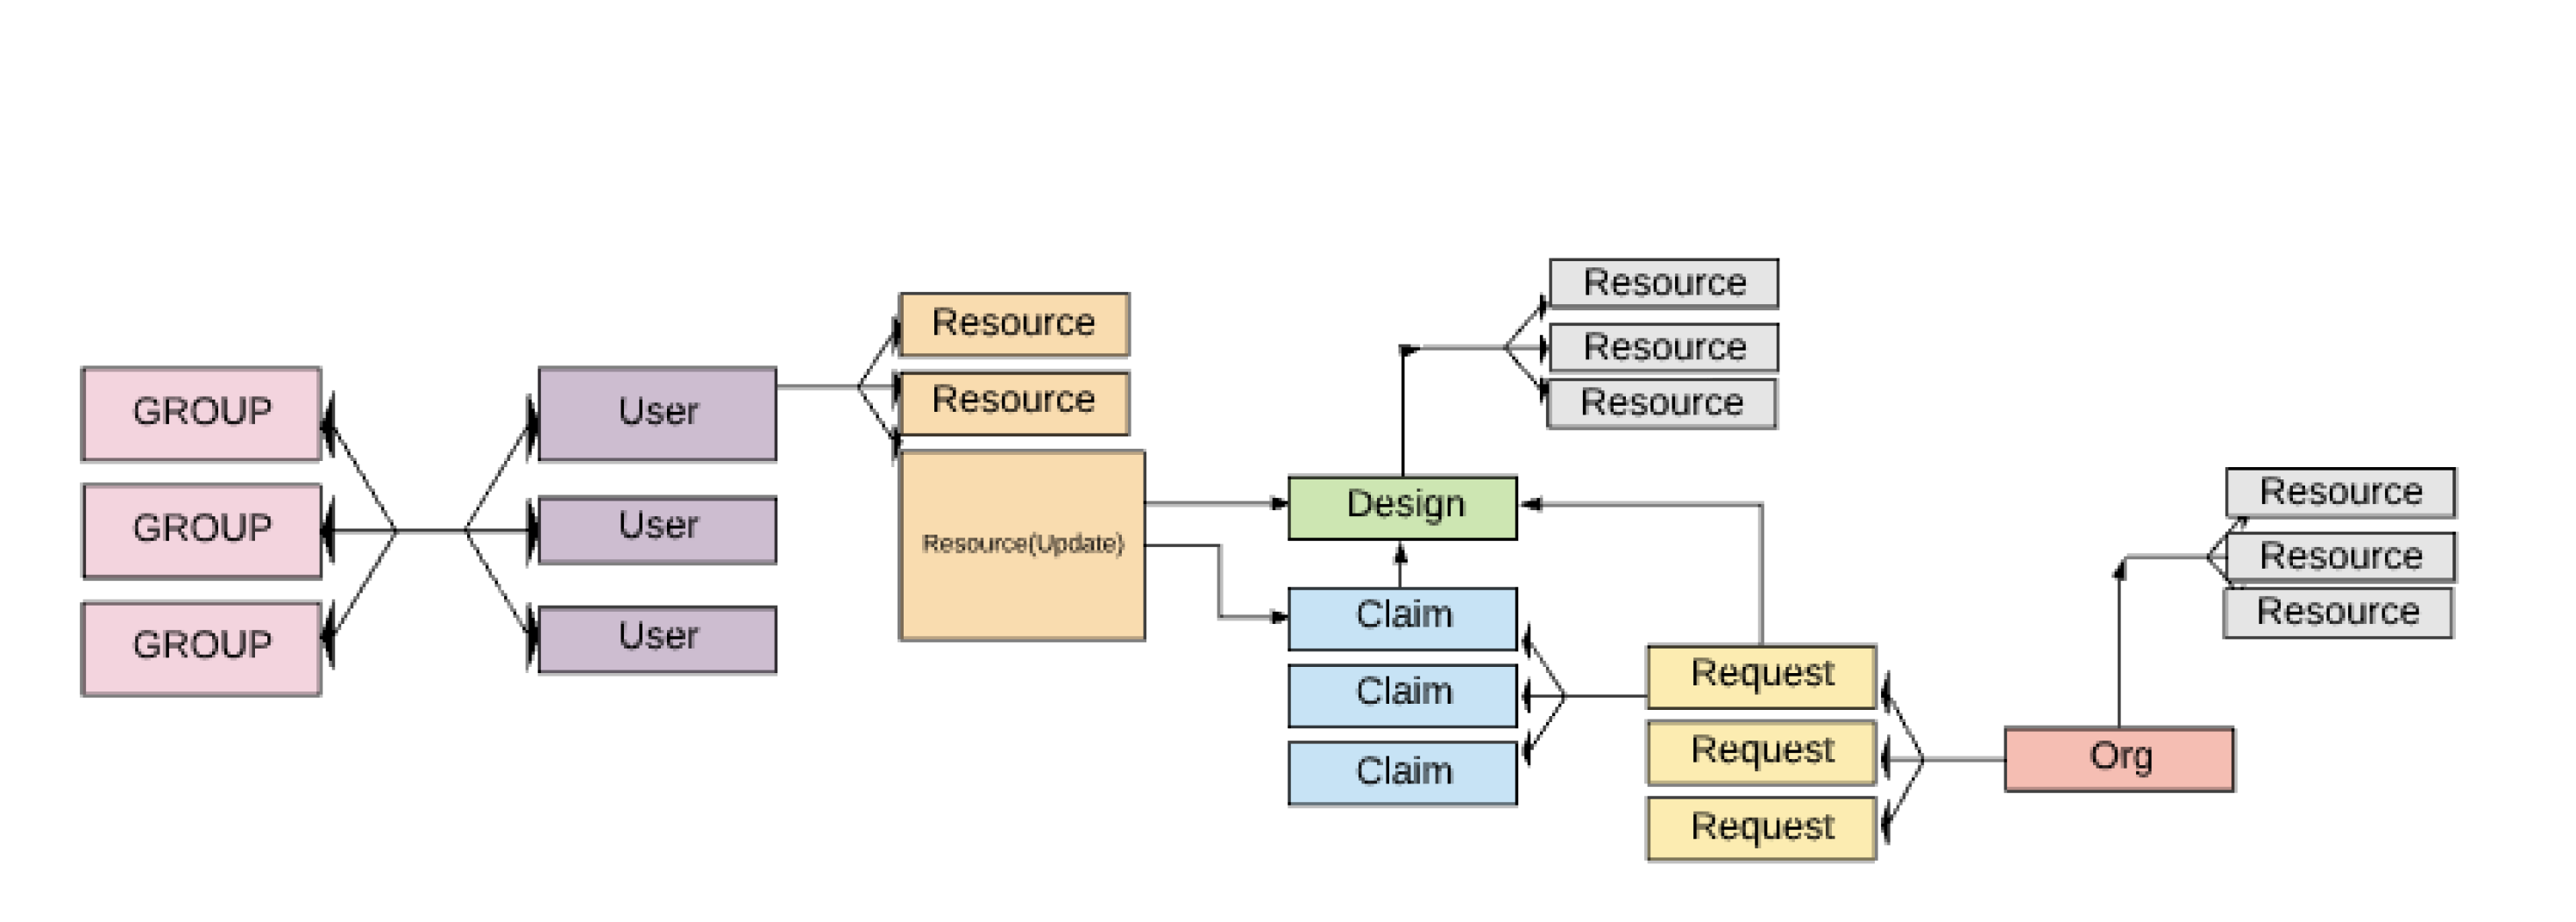 GROUP
GROUP
GROUP
User
User
User
Resource
Resource
Resource(Update)
Design
Claim
Claim
Claim
Resource
Resource
Resource
Request
Request
Request
Org
Resource
Resource
Resource